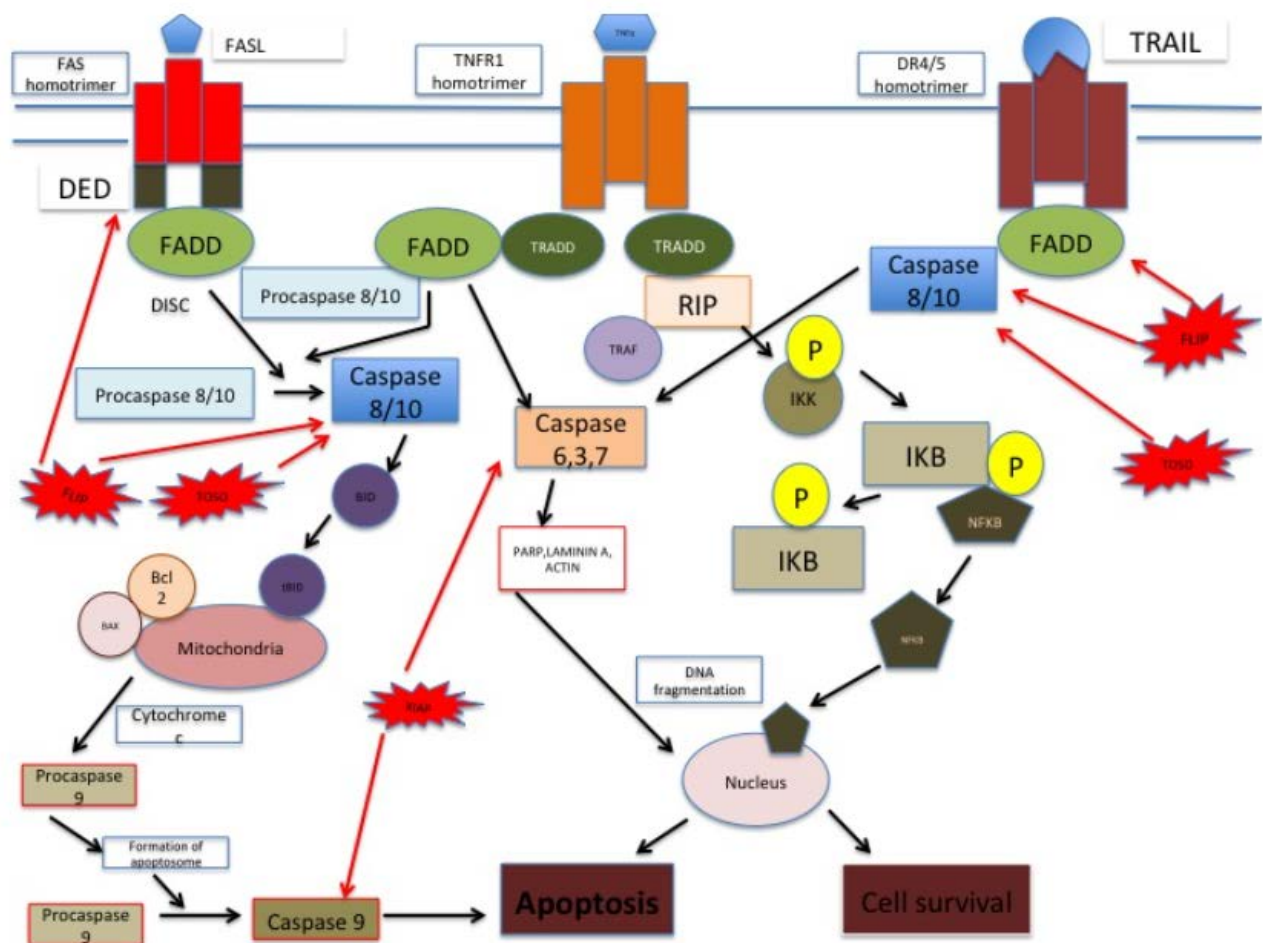 FASL
TNFα
TRAIL
FAS
homotrimer
TNFR1
homotrimer
DR4/5
homotrimer
DED
FADD
FADD
TRADD
TRADD
FADD
Caspase
8/10
Procaspase 8/10
DISC
RIP
TRAF
P
FLIP
IKK
Procaspase 8/10
Caspase
8/10
Caspase
6,3,7
IKB
P
TOSO
FLIP
TOSO
BID
P
NFKB
IKB
PARP,LAMININ A,
ACTIN
Bcl
2
tBID
BAX
Mitochondria
NFKB
DNA
fragmentation
XIAP
Cytochrome
c
Procaspase
9
Nucleus
Formation of
apoptosome
Procaspase
9
Caspase 9
Apoptosis
Cell survival